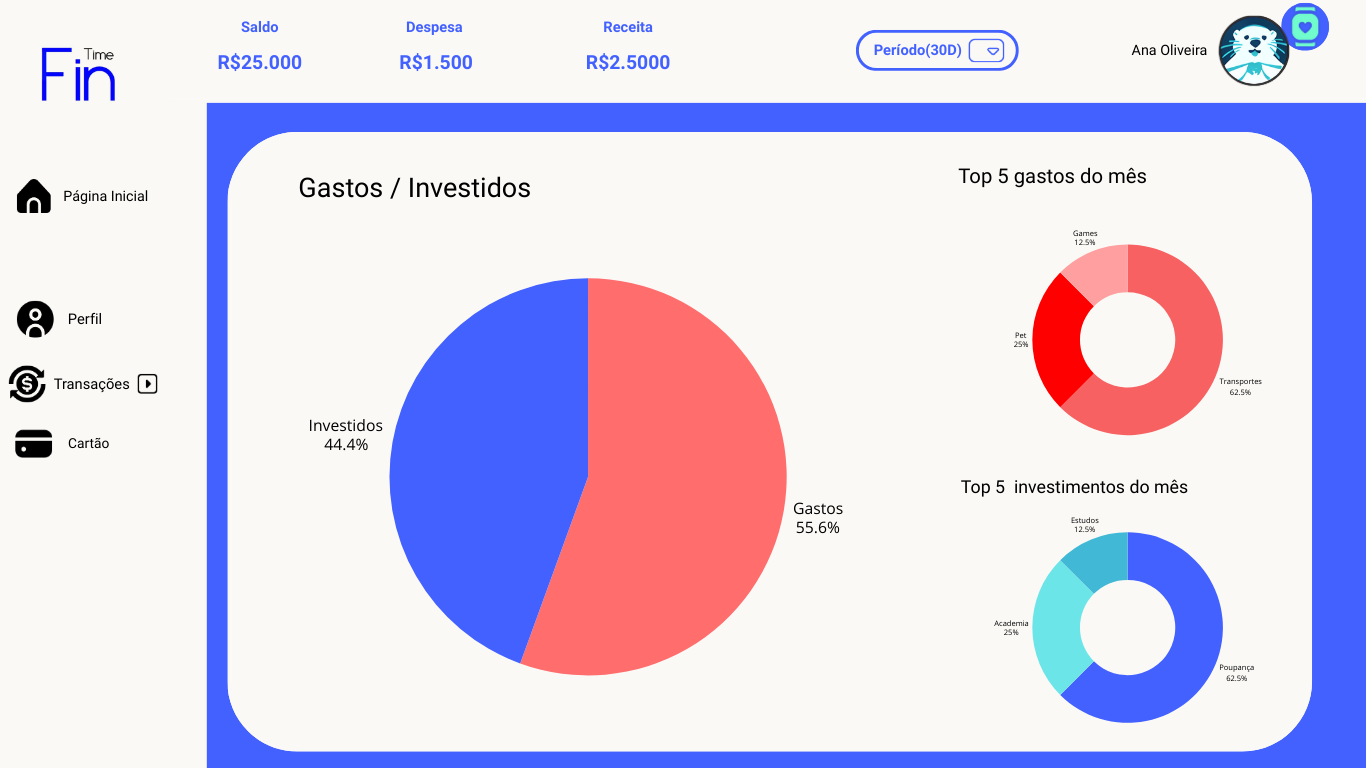 Time
Fin
Saldo
R$25.000
Despesa
R$1.500
Receita
R$2.5000
Período(30D)
Ana Oliveira
Página Inicial
Perfil
Transações
Cartão
Gastos / Investidos
Investidos
44.4%
Gastos
55.6%
Top 5 gastos do mês
Games
12.5%
Pet
25%
Transportes
62.5%
Top 5 investimentos do mês
Estudos
12.5%
Academia
25%
Poupança
62.5%